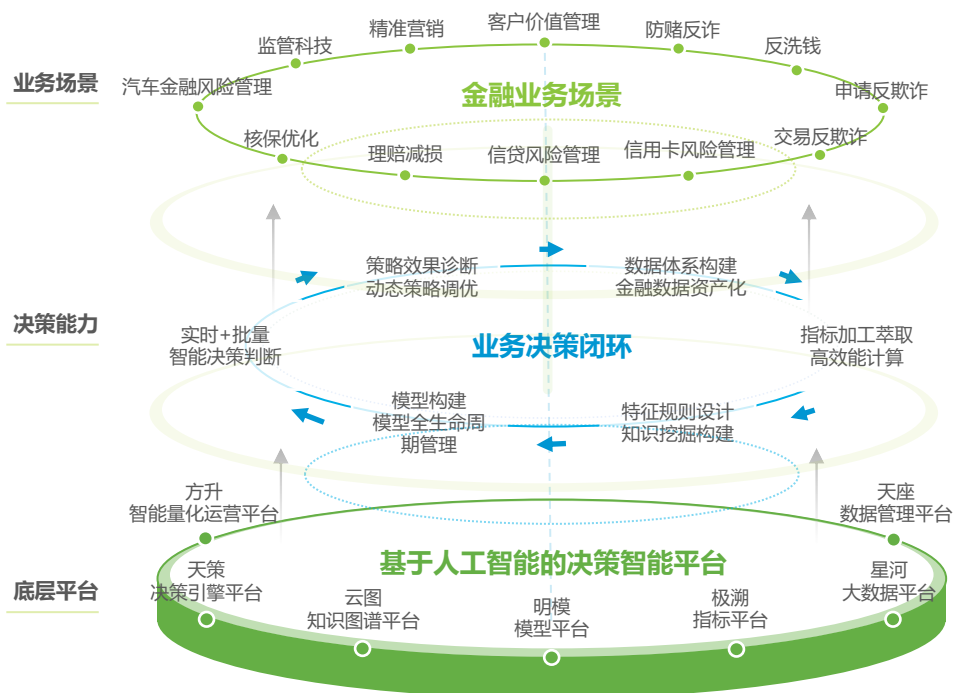 客户价值管理
精准营销
防赌反诈
监管科技
反洗钱
业务场景
汽车金融风险管理
金融业务场景
申请反欺诈
核保优化
理赔减损
信贷风险管理
信用卡风险管理
交易反欺诈
策略效果诊断
动态策略调优
数据体系构建
金融数据资产化
决策能力
实时+批量
智能决策判断
业务决策闭环
指标加工萃取
高效能计算
模型构建
模型全生命周
期管理
特征规则设计
知识挖掘构建
方升
智能量化运营平台
天座
数据管理平台
基于人工智能的决策智能平台
底层平台
天策
决策引擎平台
云图
知识图谱平台
明模
模型平台
极溯
指标平台
星河
大数据平台